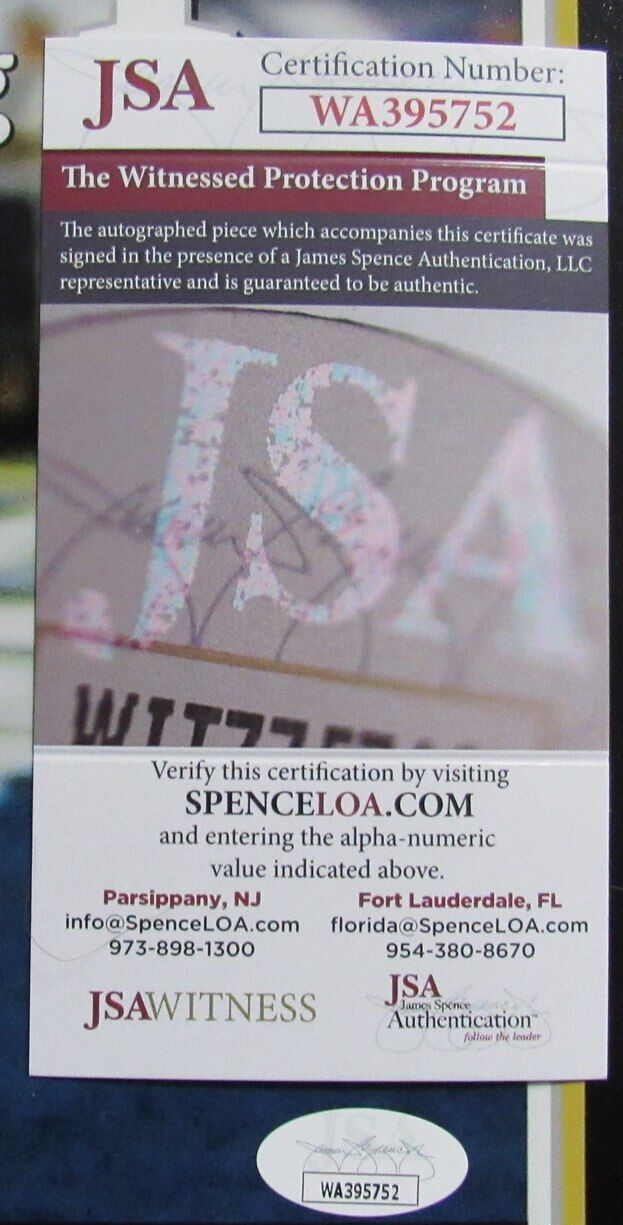 JSA
Certification Number:
WA395752
The Witnessed Protection Program
The autographed piece which accompanies this certificate was
signed in the presence of a James Spence Authentication, LLC
representative and is guaranteed to be authentic.
JSA
Verify this certification by visiting
SPENCELOA.COM
and entering the alpha-numeric
value indicated above.
Parsippany, NJ
info@SpenceLOA.com
973-898-1300
Fort Lauderdale, FL
florida@SpenceLOA.com
954-380-8670
JSAWITNESS
JSA
James Spence
Authentication™
follow the leader
WA395752